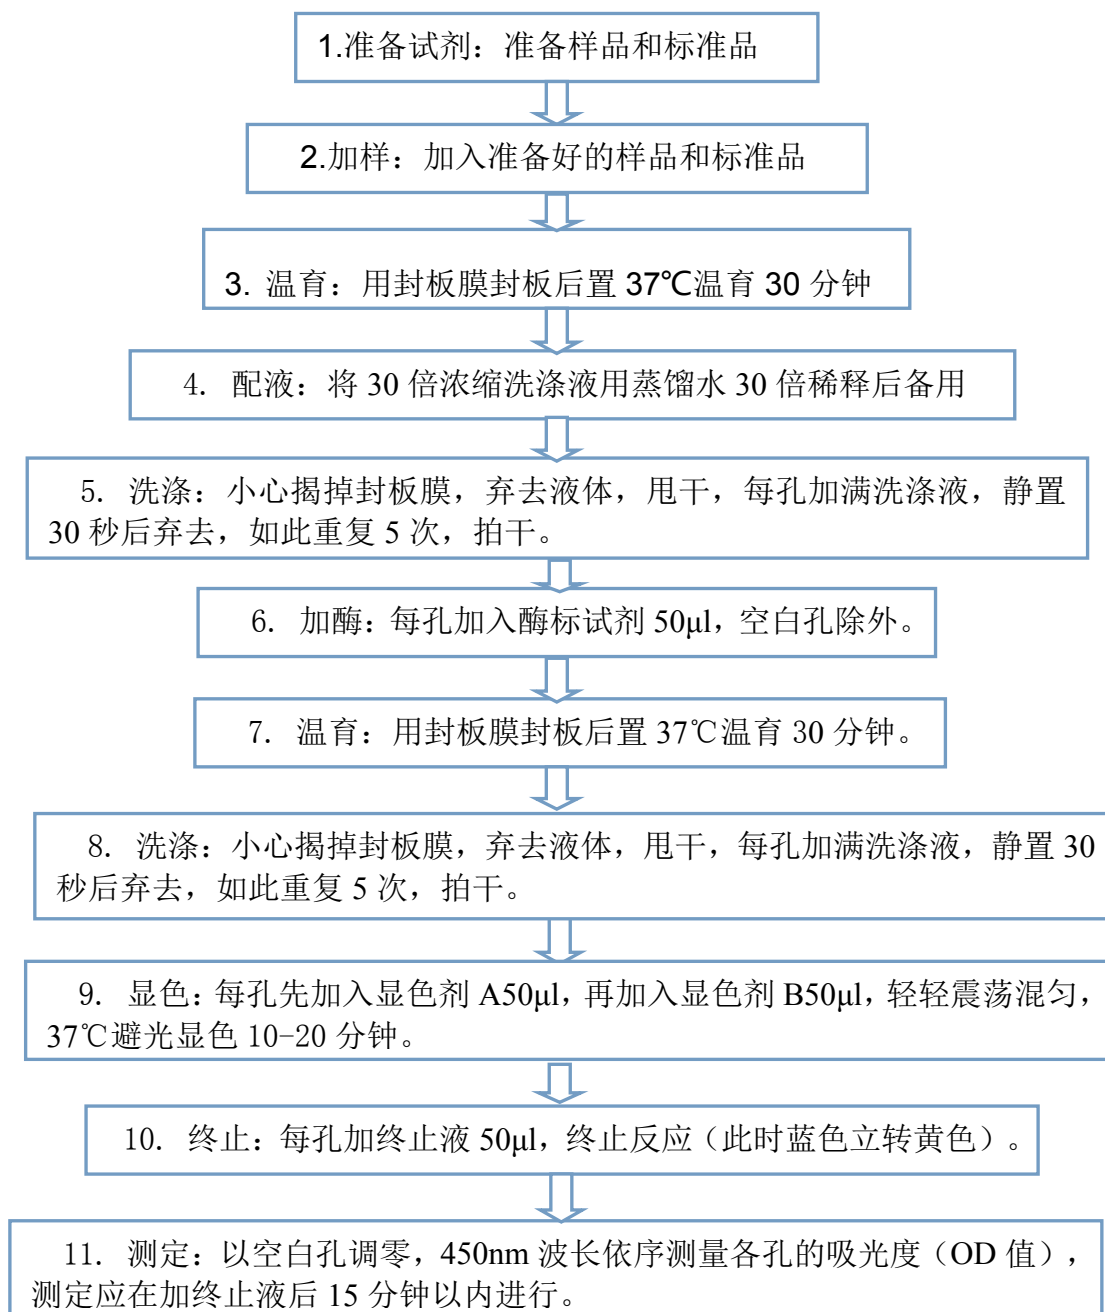 1.准备试剂：准备样品和标准品
2.加样：加入准备好的样品和标准品
3. 温育：用封板膜封板后置 37℃温育 30 分钟
4. 配液：将 30 倍浓缩洗涤液用蒸馏水 30 倍稀释后备用
5. 洗涤：小心揭掉封板膜，弃去液体，甩干，每孔加满洗涤液，静置
30 秒后弃去，如此重复 5 次，拍干。
6. 加酶：每孔加入酶标试剂 50μl，空白孔除外。
7. 温育：用封板膜封板后置 37℃温育 30 分钟。
8. 洗涤：小心揭掉封板膜，弃去液体，甩干，每孔加满洗涤液，静置 30
秒后弃去，如此重复 5 次，拍干。
9. 显色：每孔先加入显色剂 A50μl，再加入显色剂 B50μl，轻轻震荡混匀，
37℃避光显色 10-20 分钟。
10. 终止：每孔加终止液 50μl，终止反应（此时蓝色立转黄色）。
11. 测定：以空白孔调零，450nm 波长依序测量各孔的吸光度（OD 值），
测定应在加终止液后 15 分钟以内进行。